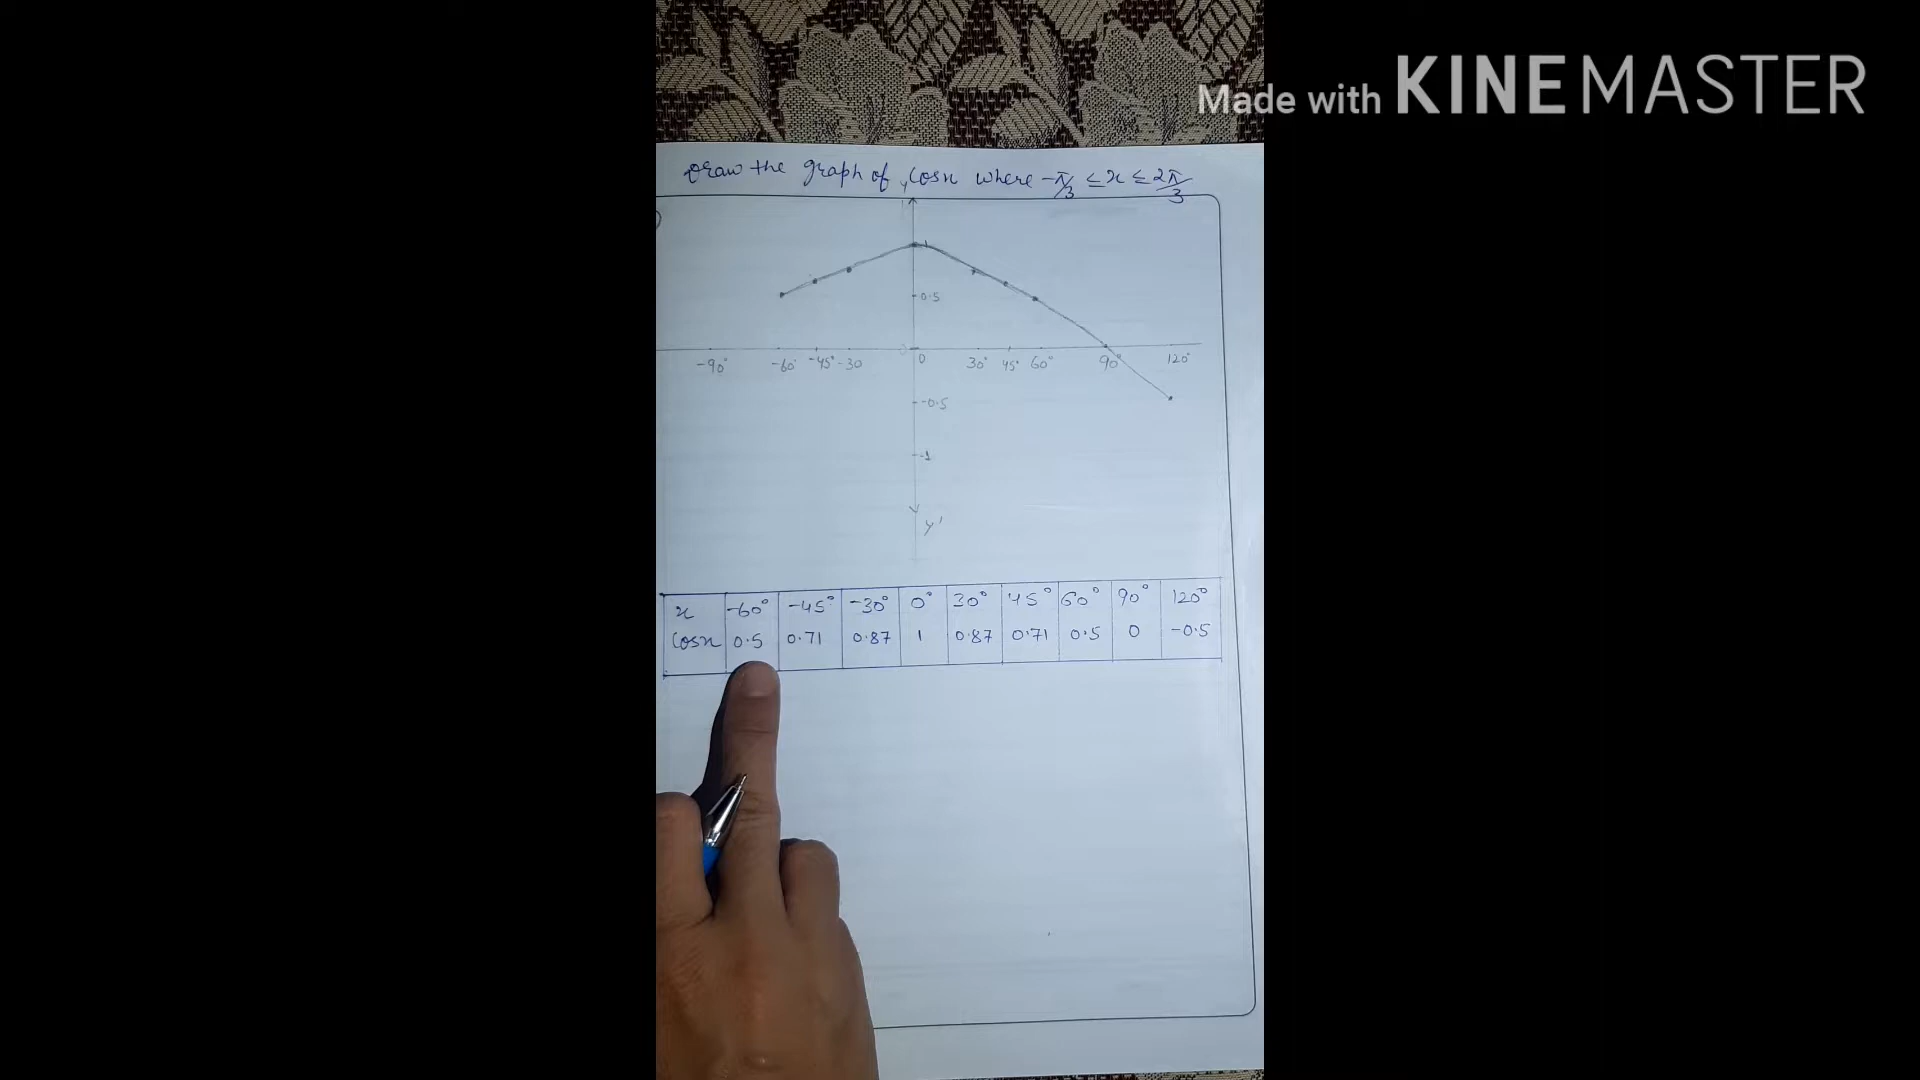 Made with KINEMASTER
Draw the graph of cosx where -π/3 ≤ x ≤ 2π/3
y
1
0.5
-90° -60° -45° -30 0 30° 45° 60° 90° 120°
-0.5
-1
y'
x -60° -45° -30° 0° 30° 45° 60° 90° 120°
cosx 0.5 0.71 0.87 1 0.87 0.71 0.5 0 -0.5